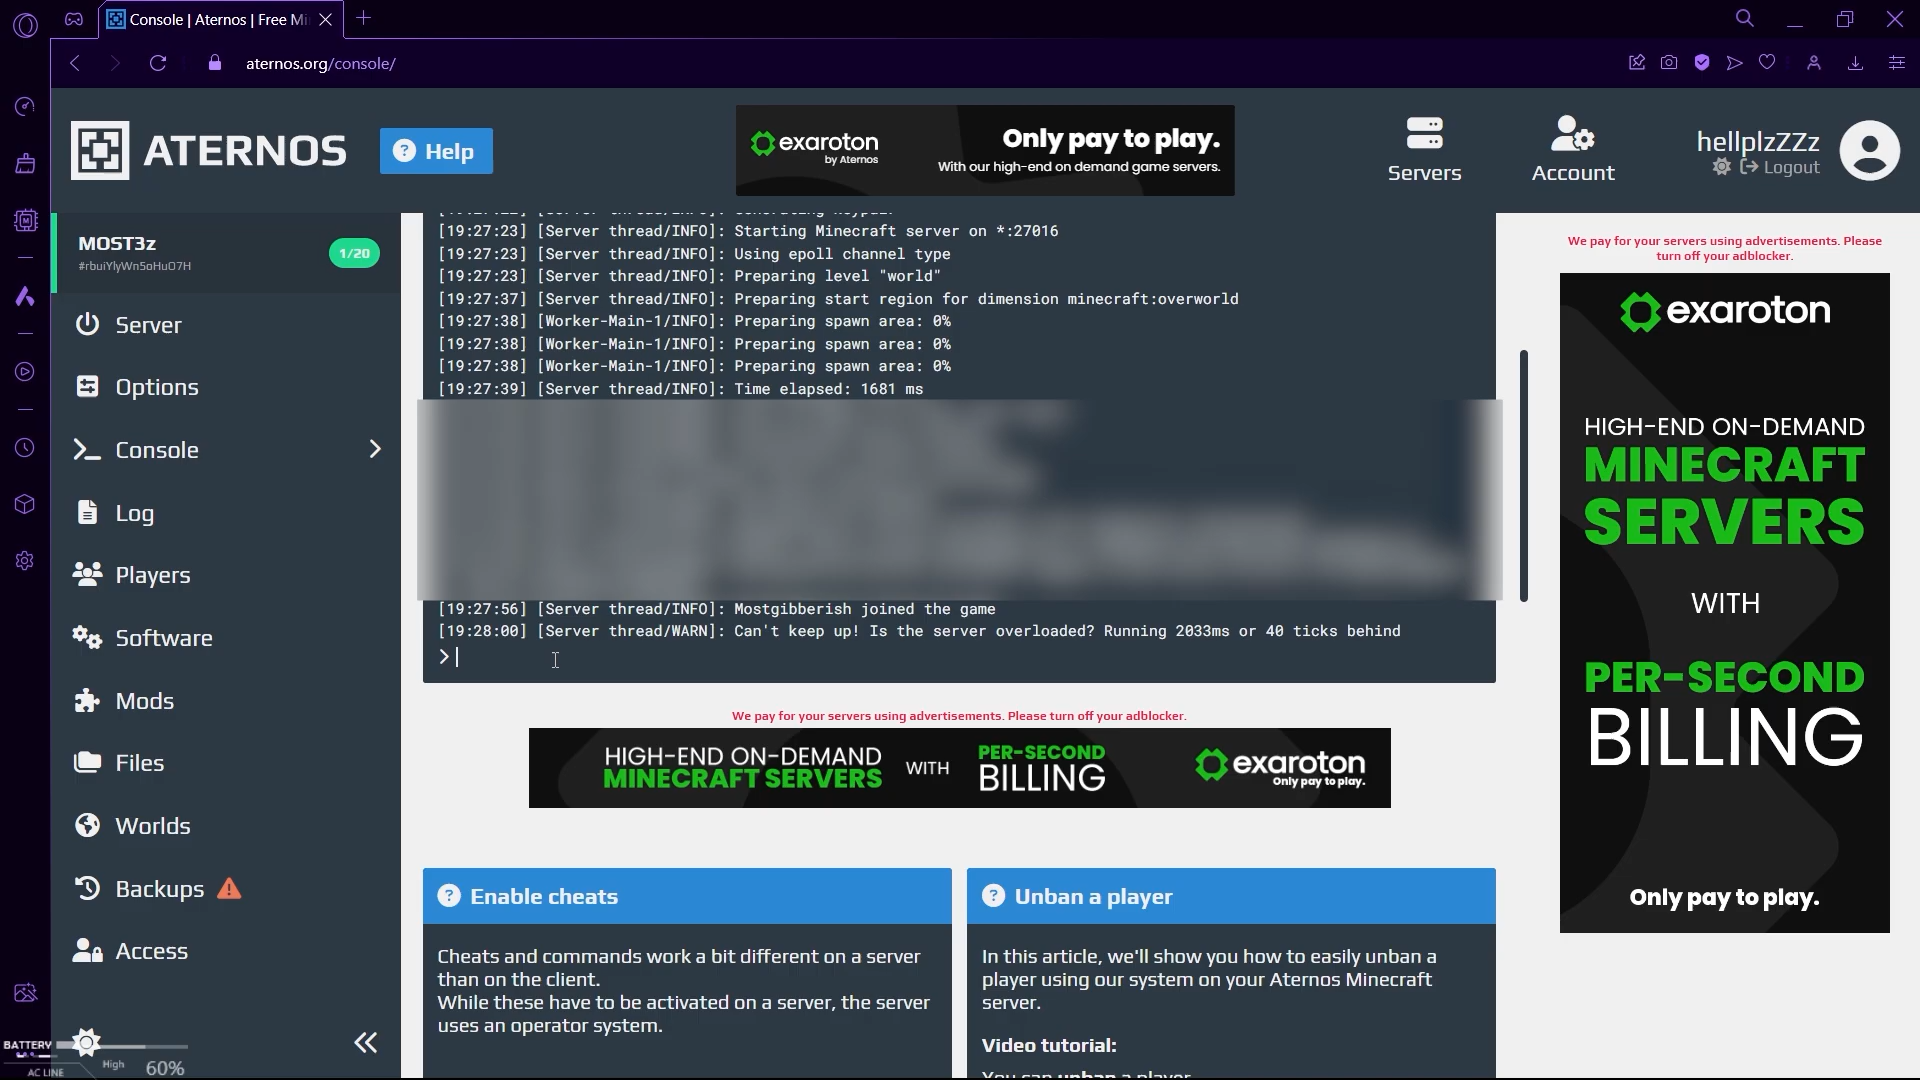 Console | Aternos | Free Mi
aternos.org/console/
ATERNOS
Help
exaroton
by Aternos
Only pay to play.
With our high-end on demand game servers.
Servers
Account
hellplzZZz
Logout
MOST3z
#rbuiYlyWn5oHuO7H
1/20
Server
Options
Console
Log
Players
Software
Mods
Files
Worlds
Backups
Access
BATTERY
AC LINE
High
60%
[19:27:23] [Server thread/INFO]: Starting Minecraft server on *:27016
[19:27:23] [Server thread/INFO]: Using epoll channel type
[19:27:23] [Server thread/INFO]: Preparing level "world"
[19:27:37] [Server thread/INFO]: Preparing start region for dimension minecraft:overworld
[19:27:38] [Worker-Main-1/INFO]: Preparing spawn area: 0%
[19:27:38] [Worker-Main-1/INFO]: Preparing spawn area: 0%
[19:27:38] [Worker-Main-1/INFO]: Preparing spawn area: 0%
[19:27:39] [Server thread/INFO]: Time elapsed: 1681 ms
[19:27:56] [Server thread/INFO]: Mostgibberish joined the game
[19:28:00] [Server thread/WARN]: Can't keep up! Is the server overloaded? Running 2033ms or 40 ticks behind
>
We pay for your servers using advertisements. Please turn off your adblocker.
HIGH-END ON-DEMAND
MINECRAFT SERVERS
WITH
PER-SECOND
BILLING
exaroton
Only pay to play.
Enable cheats
Cheats and commands work a bit different on a server
than on the client.
While these have to be activated on a server, the server
uses an operator system.
Unban a player
In this article, we'll show you how to easily unban a
player using our system on your Aternos Minecraft
server.
Video tutorial:
You can unban a player
We pay for your servers using advertisements. Please
turn off your adblocker.
exaroton
HIGH-END ON-DEMAND
MINECRAFT
SERVERS
WITH
PER-SECOND
BILLING
Only pay to play.